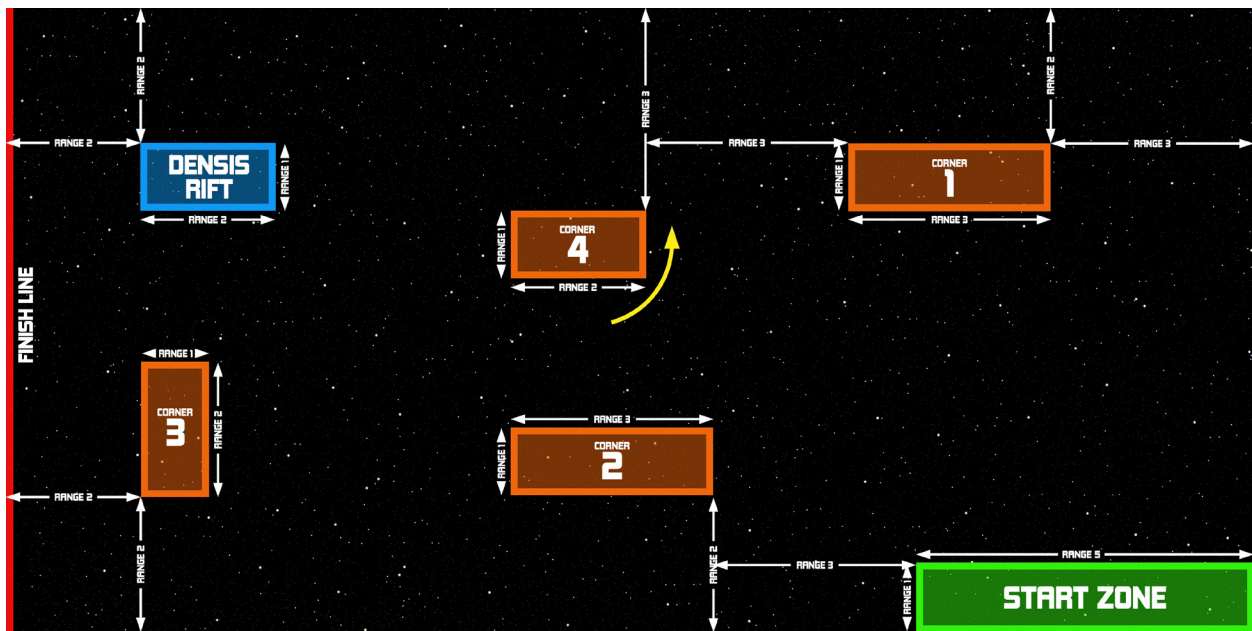 RANGE 2
RANGE 3
RANGE 2
RANGE 2
RANGE 3
RANGE 3
DENSIS
RIFT
RANGE 1
RANGE 1
CORNER
1
RANGE 2
RANGE 3
RANGE 1
CORNER
4
RANGE 2
FINISH LINE
RANGE 1
CORNER
3
RANGE 2
RANGE 3
RANGE 1
CORNER
2
RANGE 2
RANGE 2
RANGE 2
RANGE 3
RANGE 5
RANGE 1
START ZONE